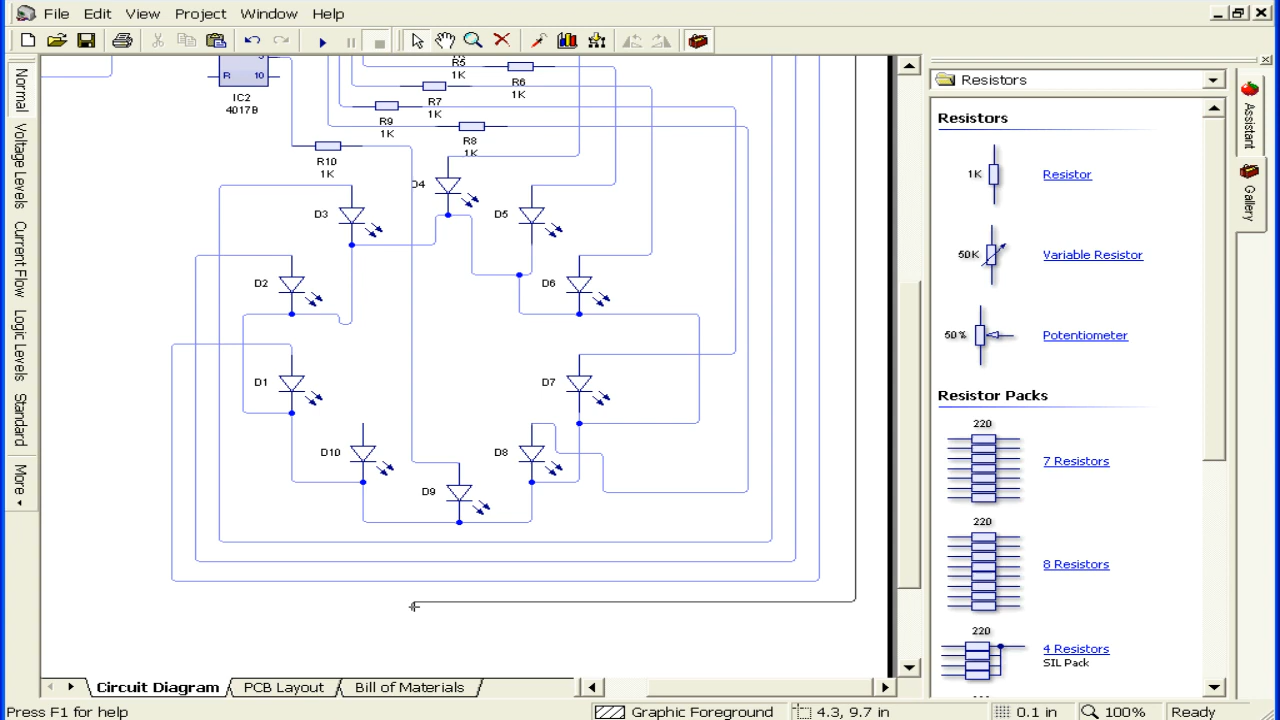 File Edit View Project Window Help
Normal
Voltage Levels
Current Flow
Logic Levels
Standard
More
R 10
IC2
4017B
R5
1K
R6
1K
R7
1K
R9
1K
R8
1K
R10
1K
D4
D3
D5
D2
D6
D1
D7
D10
D8
D9
Resistors
Resistors
1K Resistor
50K Variable Resistor
50% Potentiometer
Resistor Packs
220
7 Resistors
220
8 Resistors
220
4 Resistors
SIL Pack
Assistant
Gallery
Circuit Diagram PCB Layout Bill of Materials
Press F1 for help Graphic Foreground 4.3, 9.7 in 0.1 in 100% Ready